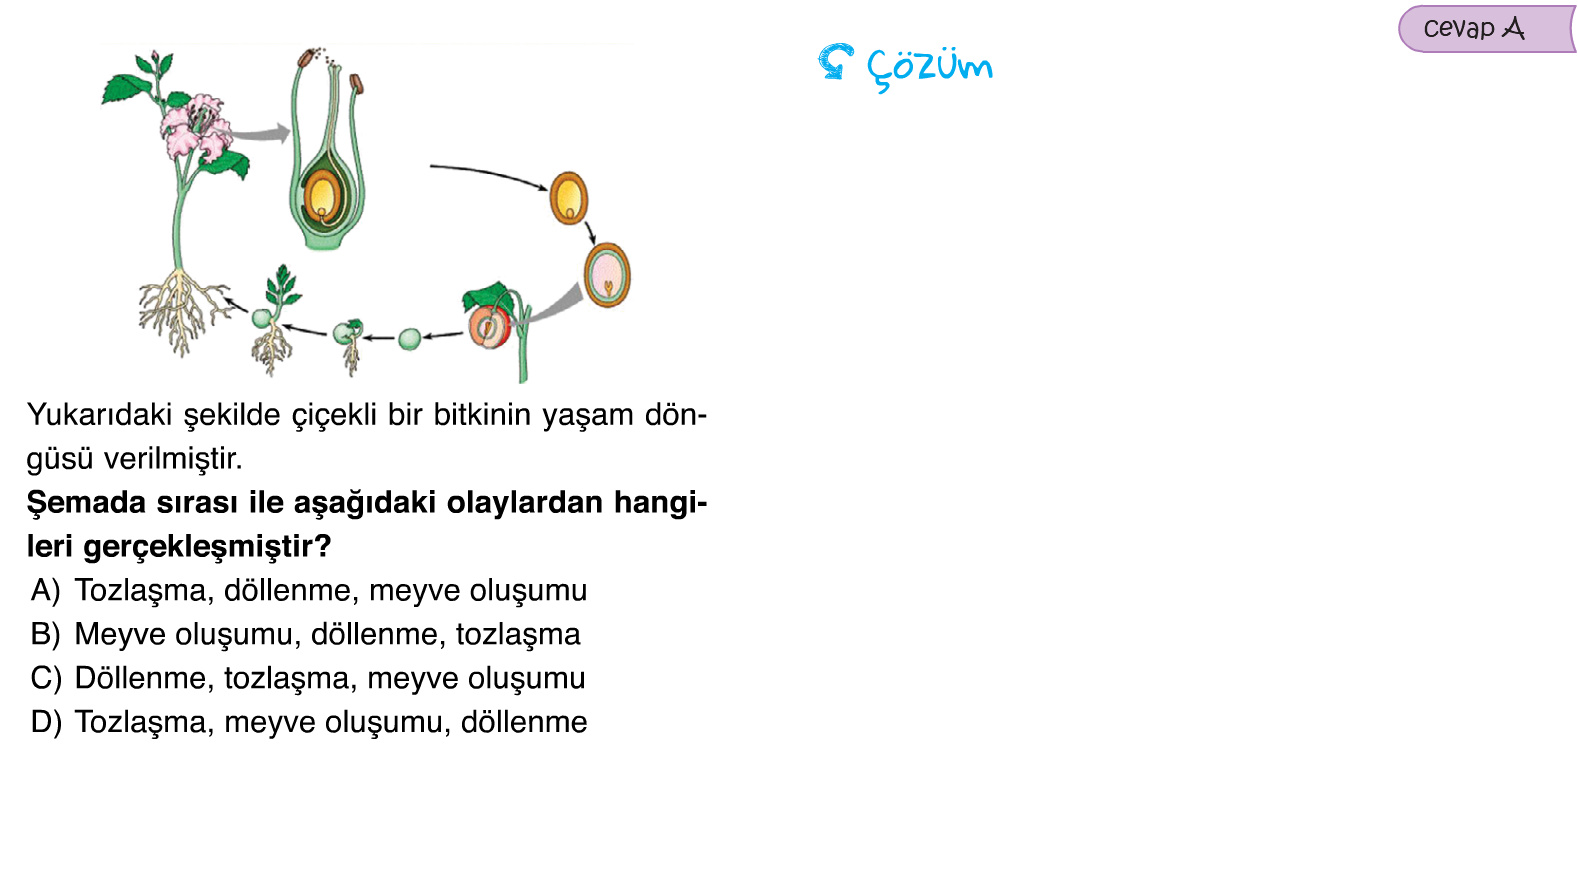 Cevap A
Çözüm
Yukarıdaki şekilde çiçekli bir bitkinin yaşam dön-
güsü verilmiştir.
Şemada sırası ile aşağıdaki olaylardan hangi-
leri gerçekleşmiştir?
A) Tozlaşma, döllenme, meyve oluşumu
B) Meyve oluşumu, döllenme, tozlaşma
C) Döllenme, tozlaşma, meyve oluşumu
D) Tozlaşma, meyve oluşumu, döllenme